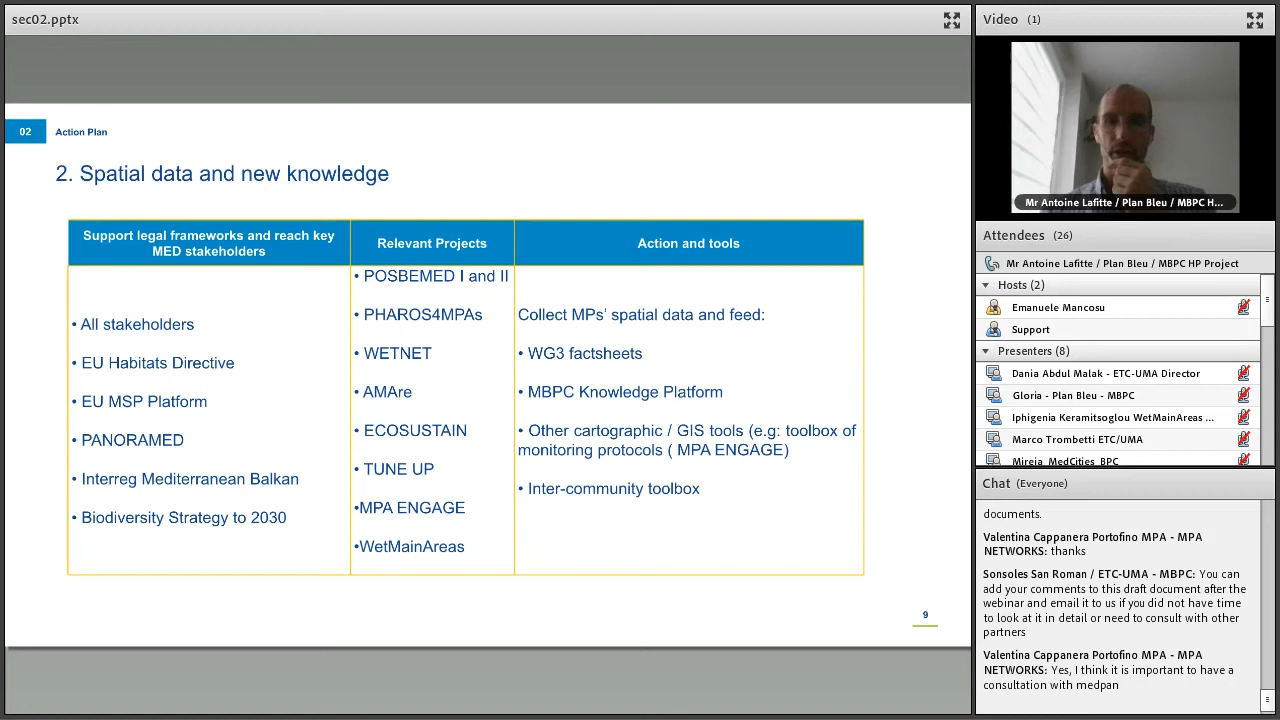 sec02.pptx
02 Action Plan
2. Spatial data and new knowledge
Support legal frameworks and reach key
MED stakeholders
• All stakeholders
• EU Habitats Directive
• EU MSP Platform
• PANORAMED
• Interreg Mediterranean Balkan
• Biodiversity Strategy to 2030
Relevant Projects
• POSBEMED I and II
• PHAROS4MPAs
• WETNET
• AMAre
• ECOSUSTAIN
• TUNE UP
•MPA ENGAGE
•WetMainAreas
Action and tools
Collect MPs' spatial data and feed:
• WG3 factsheets
• MBPC Knowledge Platform
• Other cartographic / GIS tools (e.g: toolbox of
monitoring protocols ( MPA ENGAGE)
• Inter-community toolbox
9
Video (1)
Mr Antoine Lafitte / Plan Bleu / MBPC H...
Attendees (26)
Mr Antoine Lafitte / Plan Bleu / MBPC HP Project
Hosts (2)
Emanuele Mancosu
Support
Presenters (8)
Dania Abdul Malak - ETC-UMA Director
Gloria - Plan Bleu - MBPC
Iphigenia Keramitsoglou WetMainAreas ...
Marco Trombetti ETC/UMA
Mireia MedCities BPC
Chat (Everyone)
documents.
Valentina Cappanera Portofino MPA - MPA
NETWORKS: thanks
Sonsoles San Roman / ETC-UMA - MBPC: You can
add your comments to this draft document after the
webinar and email it to us if you did not have time
to look at it in detail or need to consult with other
partners
Valentina Cappanera Portofino MPA - MPA
NETWORKS: Yes, I think it is important to have a
consultation with medpan